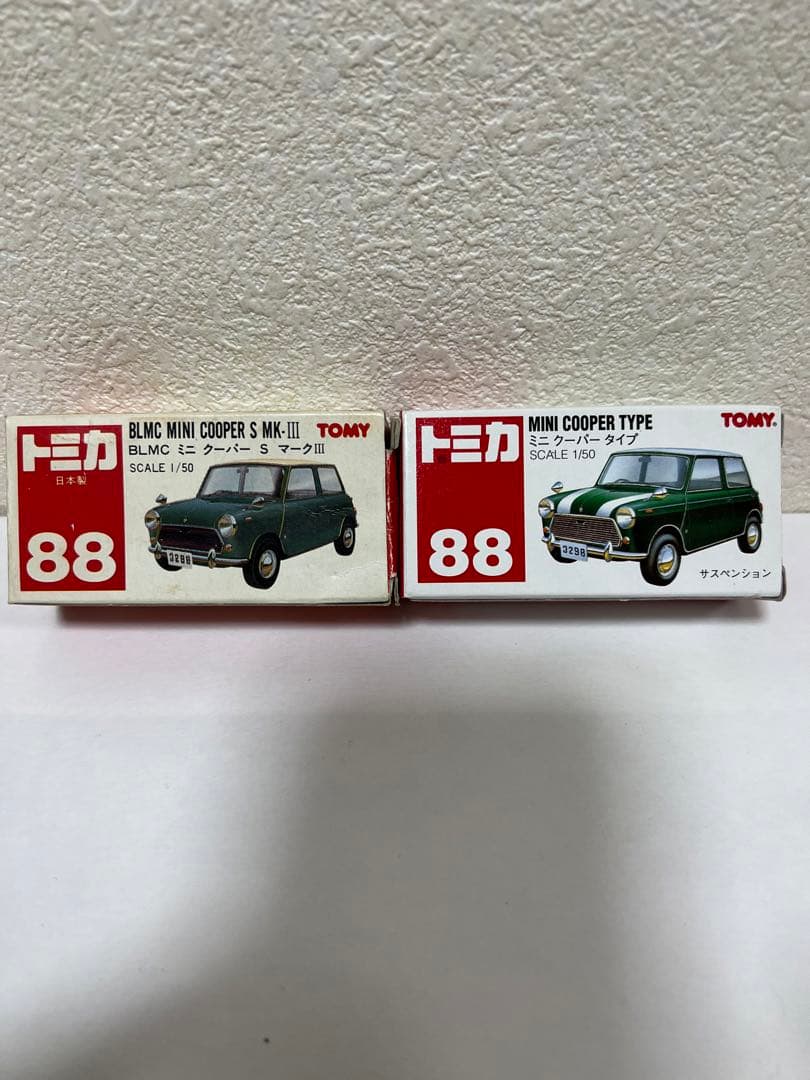 トミカ
日本製
88
BLMC MINI COOPER S MK-III
BLMC ミニ クーパー S マークIII
SCALE 1/50
TOMY
3298
トミカ
88
MINI COOPER TYPE
ミニ クーパー タイプ
SCALE 1/50
TOMY®
3298
サスペンション